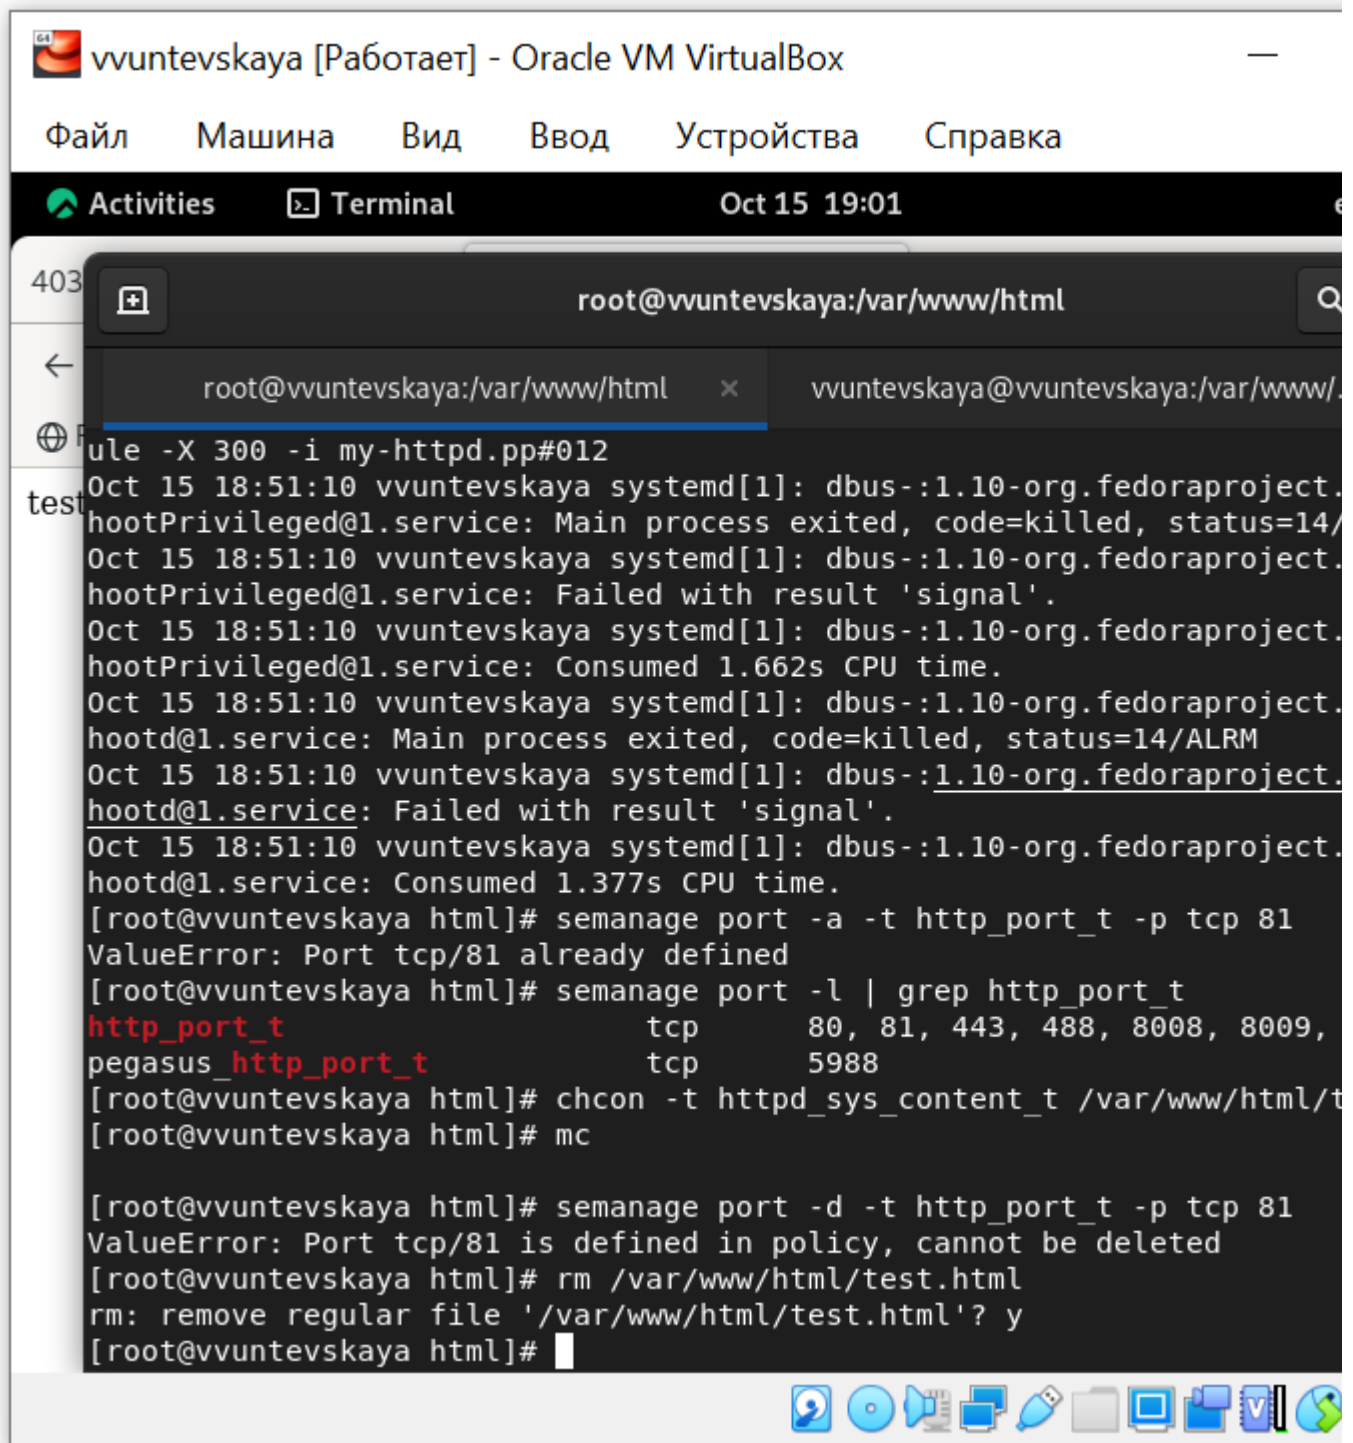 vvuntevskaya [Работает] - Oracle VM VirtualBox
Файл Машина Вид Ввод Устройства Справка
Activities Terminal Oct 15 19:01
403
root@vvuntevskaya:/var/www/html
root@vvuntevskaya:/var/www/html × vvuntevskaya@vvuntevskaya:/var/www/.
test
ule -X 300 -i my-httpd.pp#012
Oct 15 18:51:10 vvuntevskaya systemd[1]: dbus-:1.10-org.fedoraproject.
hootPrivileged@1.service: Main process exited, code=killed, status=14/
Oct 15 18:51:10 vvuntevskaya systemd[1]: dbus-:1.10-org.fedoraproject.
hootPrivileged@1.service: Failed with result 'signal'.
Oct 15 18:51:10 vvuntevskaya systemd[1]: dbus-:1.10-org.fedoraproject.
hootPrivileged@1.service: Consumed 1.662s CPU time.
Oct 15 18:51:10 vvuntevskaya systemd[1]: dbus-:1.10-org.fedoraproject.
hootd@1.service: Main process exited, code=killed, status=14/ALRM
Oct 15 18:51:10 vvuntevskaya systemd[1]: dbus-:1.10-org.fedoraproject.
hootd@1.service: Failed with result 'signal'.
Oct 15 18:51:10 vvuntevskaya systemd[1]: dbus-:1.10-org.fedoraproject.
hootd@1.service: Consumed 1.377s CPU time.
[root@vvuntevskaya html]# semanage port -a -t http_port_t -p tcp 81
ValueError: Port tcp/81 already defined
[root@vvuntevskaya html]# semanage port -l | grep http_port_t
http_port_t tcp 80, 81, 443, 488, 8008, 8009,
pegasus_http_port_t tcp 5988
[root@vvuntevskaya html]# chcon -t httpd_sys_content_t /var/www/html/t
[root@vvuntevskaya html]# mc
[root@vvuntevskaya html]# semanage port -d -t http_port_t -p tcp 81
ValueError: Port tcp/81 is defined in policy, cannot be deleted
[root@vvuntevskaya html]# rm /var/www/html/test.html
rm: remove regular file '/var/www/html/test.html'? y
[root@vvuntevskaya html]#